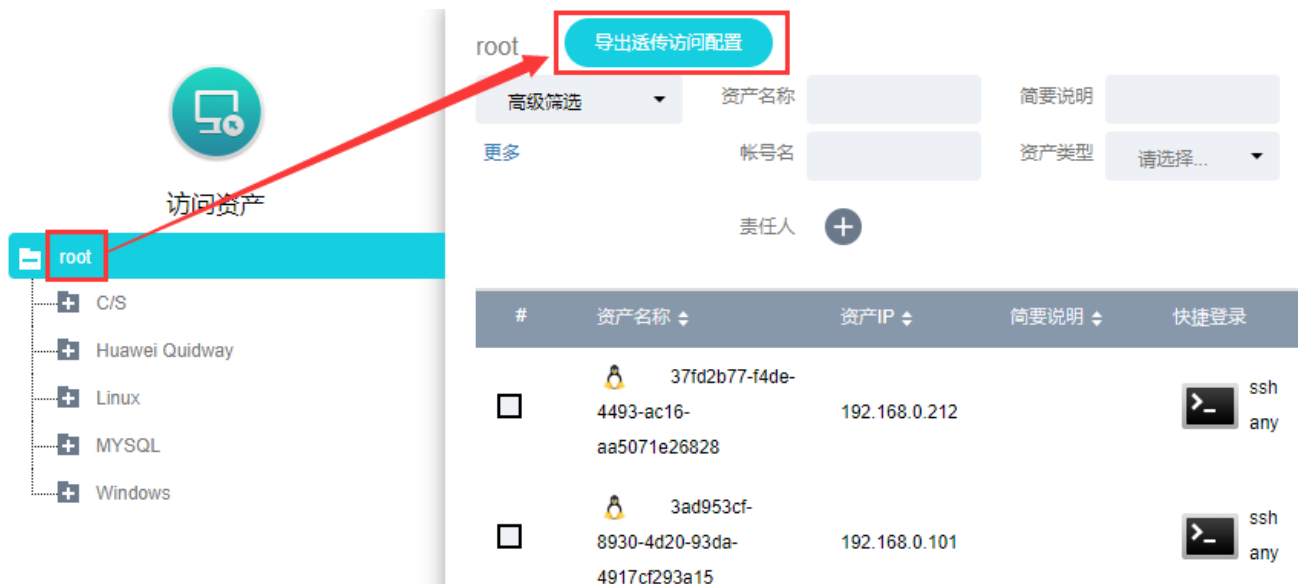 访问资产
root
C/S
Huawei Quidway
Linux
MYSQL
Windows
root
导出透传访问配置
高级筛选
资产名称
简要说明
更多
帐号名
资产类型
请选择...
责任人
#
资产名称
资产IP
简要说明
快捷登录
37fd2b77-f4de-
4493-ac16-
aa5071e26828
192.168.0.212
ssh
any
3ad953cf-
8930-4d20-93da-
4917cf293a15
192.168.0.101
ssh
any